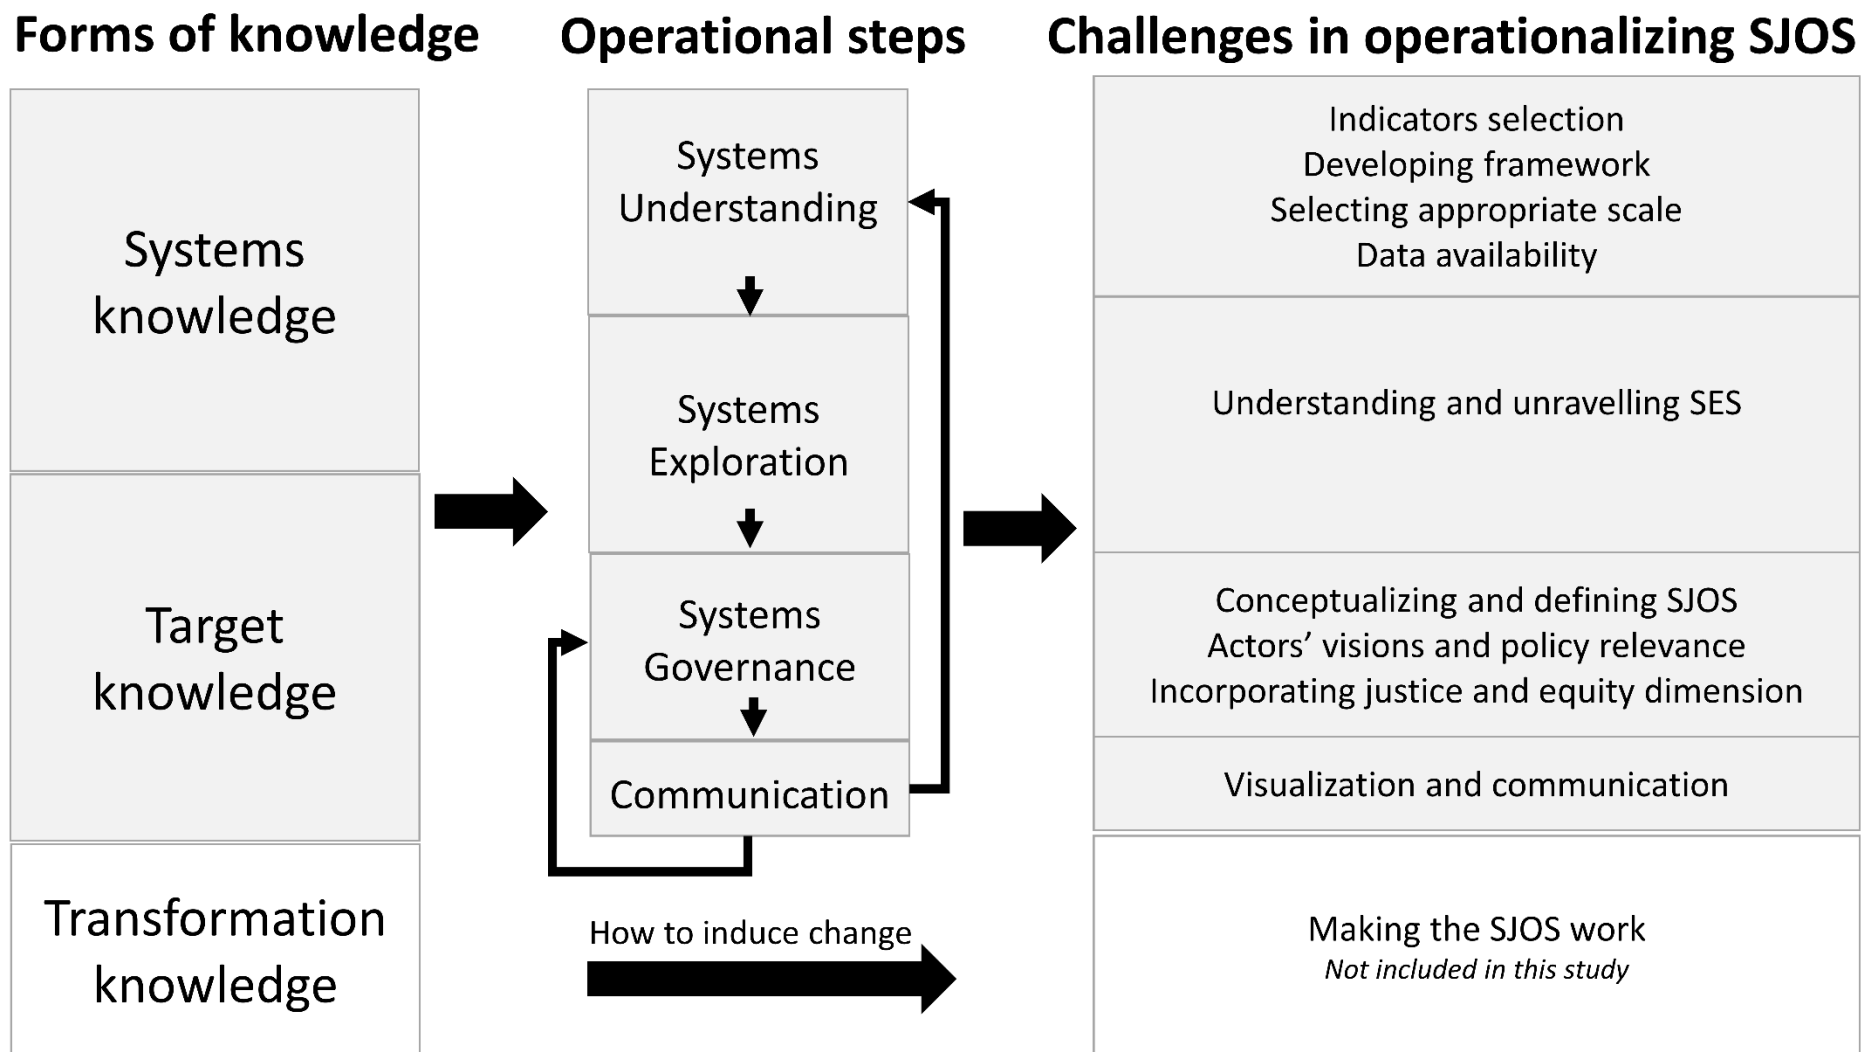 Forms of knowledge
Systems
knowledge
Target
knowledge
Transformation
knowledge
Operational steps
Systems
Understanding
Systems
Exploration
Systems
Governance
Communication
How to induce change
Challenges in operationalizing SJOS
Indicators selection
Developing framework
Selecting appropriate scale
Data availability
Understanding and unravelling SES
Conceptualizing and defining SJOS
Actors’ visions and policy relevance
Incorporating justice and equity dimension
Visualization and communication
Making the SJOS work
Not included in this study